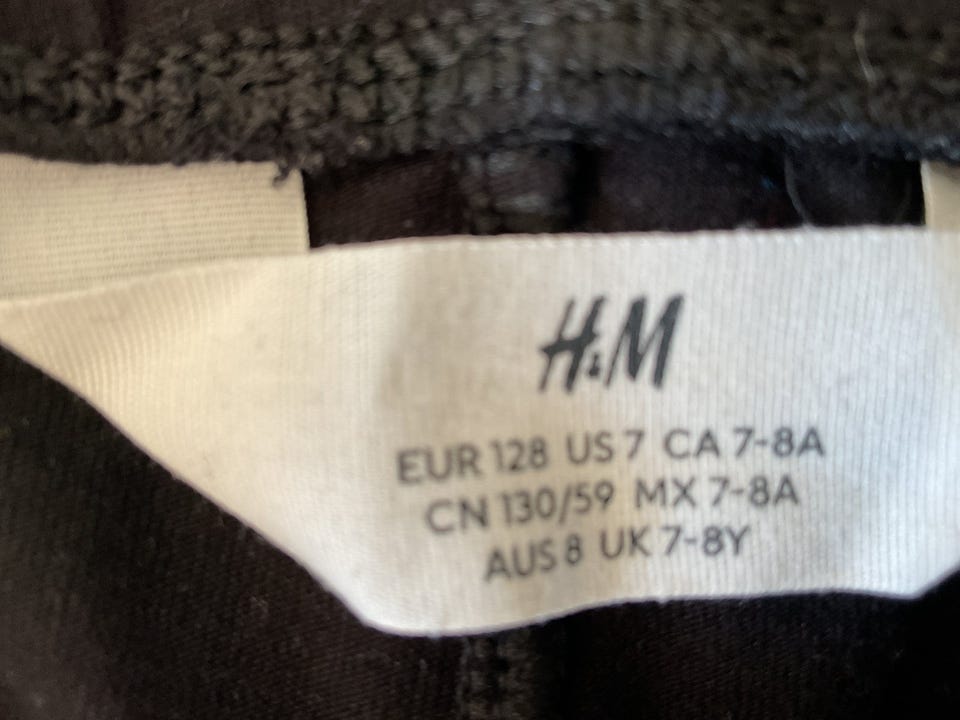 H&M
EUR 128 US 7 CA 7-8A
CN 130/59 MX 7-8A
AUS 8 UK 7-8Y